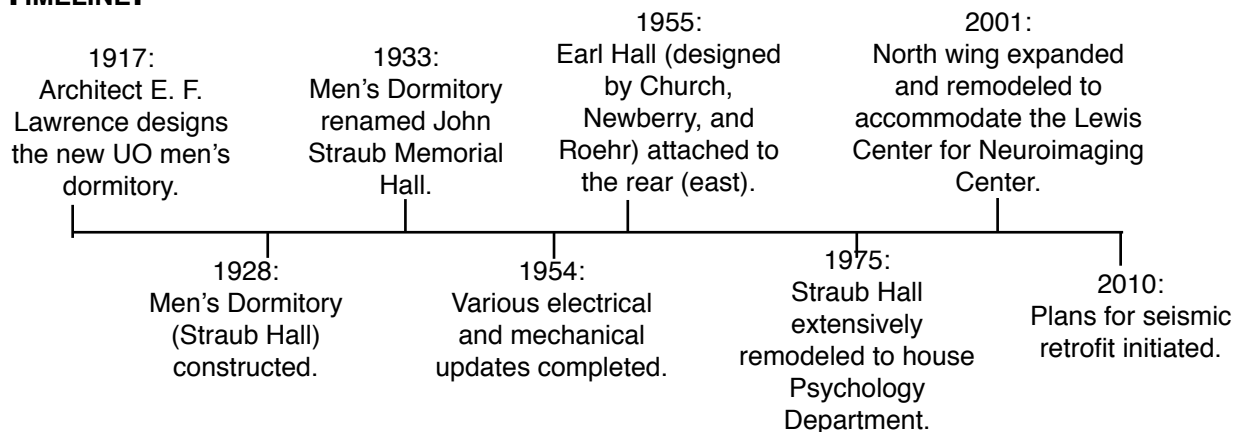 TIMELINE:
1917:
Architect E. F.
Lawrence designs
the new UO men's
dormitory.
1928:
Men's Dormitory
(Straub Hall)
constructed.
1933:
Men's Dormitory
renamed John
Straub Memorial
Hall.
1954:
Various electrical
and mechanical
updates completed.
1955:
Earl Hall (designed
by Church,
Newberry, and
Roehr) attached to
the rear (east).
1975:
Straub Hall
extensively
remodeled to house
Psychology
Department.
2001:
North wing expanded
and remodeled to
accommodate the Lewis
Center for Neuroimaging
Center.
2010:
Plans for seismic
retrofit initiated.